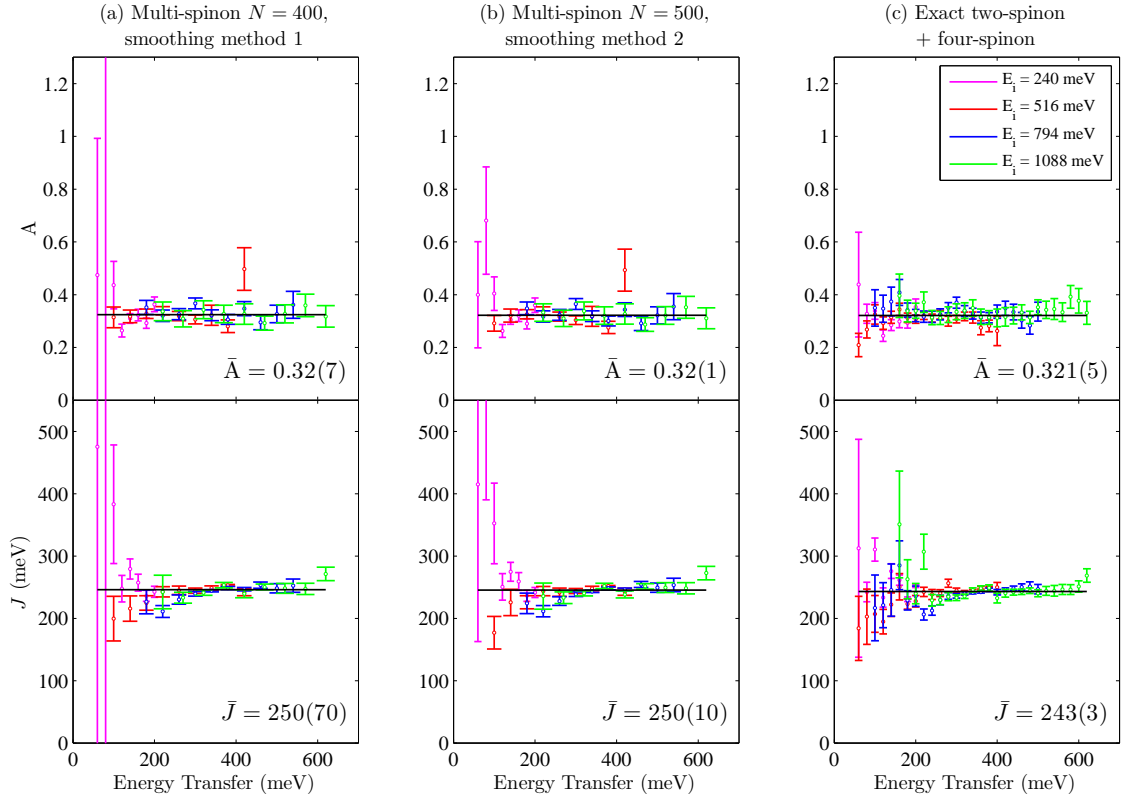 (a) Multi-spinon N = 400,
smoothing method 1
(b) Multi-spinon N = 500,
smoothing method 2
(c) Exact two-spinon
+ four-spinon
E_i = 240 meV
E_i = 516 meV
E_i = 794 meV
E_i = 1088 meV
A
1.2
1
0.8
0.6
0.4
0.2
0
Ā = 0.32(7)
1.2
1
0.8
0.6
0.4
0.2
0
Ā = 0.32(1)
1.2
1
0.8
0.6
0.4
0.2
0
Ā = 0.321(5)
J (meV)
500
400
300
200
100
0
J̄ = 250(70)
500
400
300
200
100
0
J̄ = 250(10)
500
400
300
200
100
0
J̄ = 243(3)
0 200 400 600
0 200 400 600
0 200 400 600
Energy Transfer (meV)
Energy Transfer (meV)
Energy Transfer (meV)